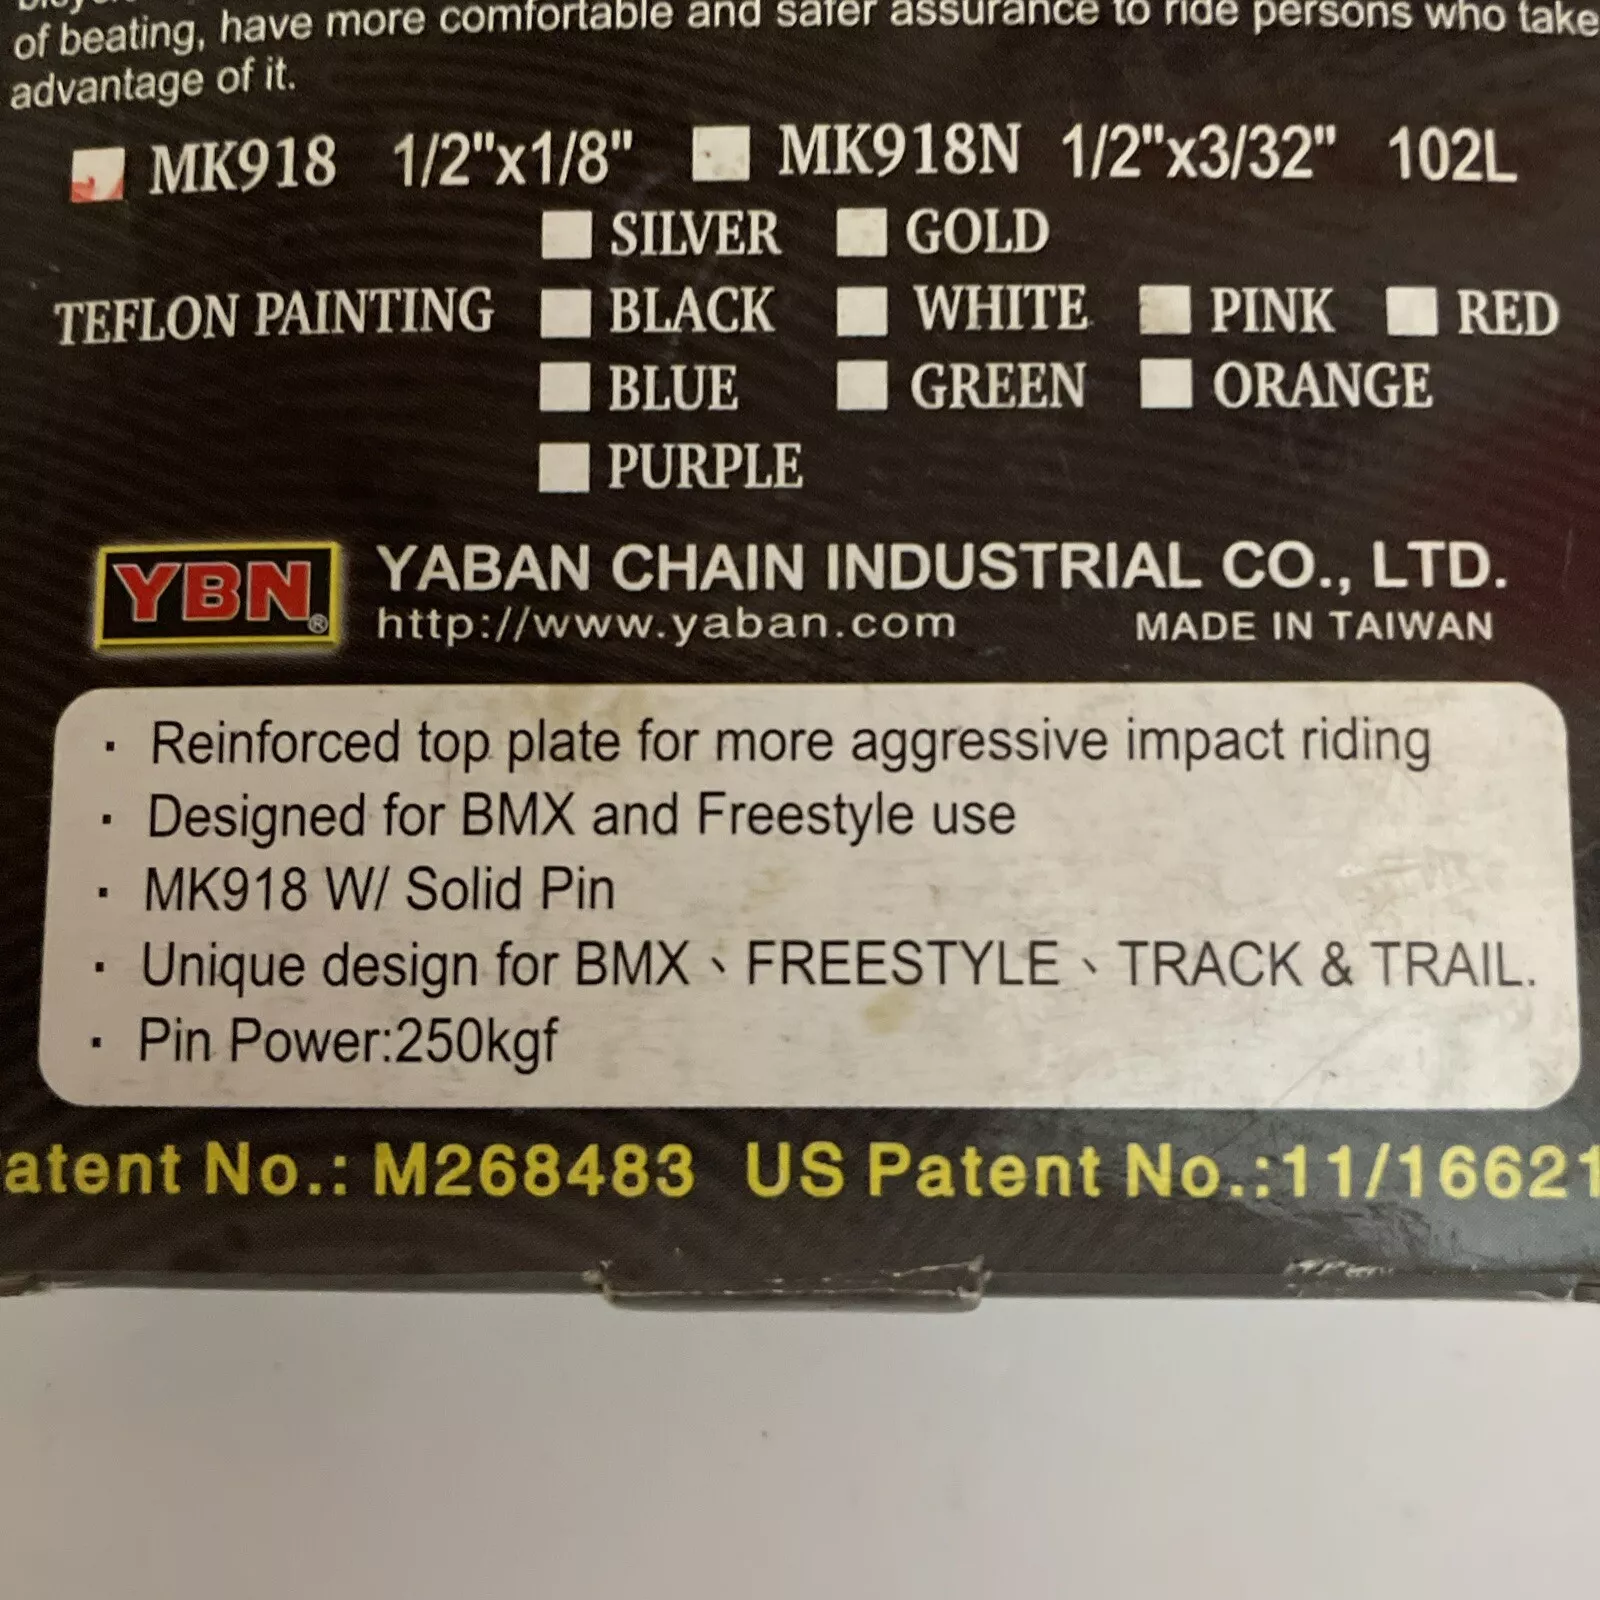 of beating, have more comfortable and safer assurance to ride persons who take
advantage of it.
MK918 1/2"x1/8" MK918N 1/2"x3/32" 102L
SILVER GOLD
TEFLON PAINTING BLACK WHITE PINK RED
BLUE GREEN ORANGE
PURPLE
YBN® YABAN CHAIN INDUSTRIAL CO., LTD.
http://www.yaban.com MADE IN TAIWAN
· Reinforced top plate for more aggressive impact riding
· Designed for BMX and Freestyle use
· MK918 W/ Solid Pin
· Unique design for BMX、FREESTYLE、TRACK & TRAIL.
· Pin Power:250kgf
atent No.: M268483 US Patent No.:11/16621